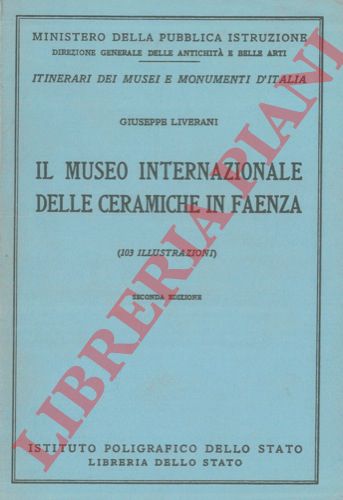 MINISTERO DELLA PUBBLICA ISTRUZIONE
DIREZIONE GENERALE DELLE ANTICHITÀ E BELLE ARTI
ITINERARI DEI MUSEI E MONUMENTI D'ITALIA
GIUSEPPE LIVERANI
IL MUSEO INTERNAZIONALE
DELLE CERAMICHE IN FAENZA
(103 ILLUSTRAZIONI)
SECONDA EDIZIONE
LIBRERIA PIANI
ISTITUTO POLIGRAFICO DELLO STATO
LIBRERIA DELLO STATO